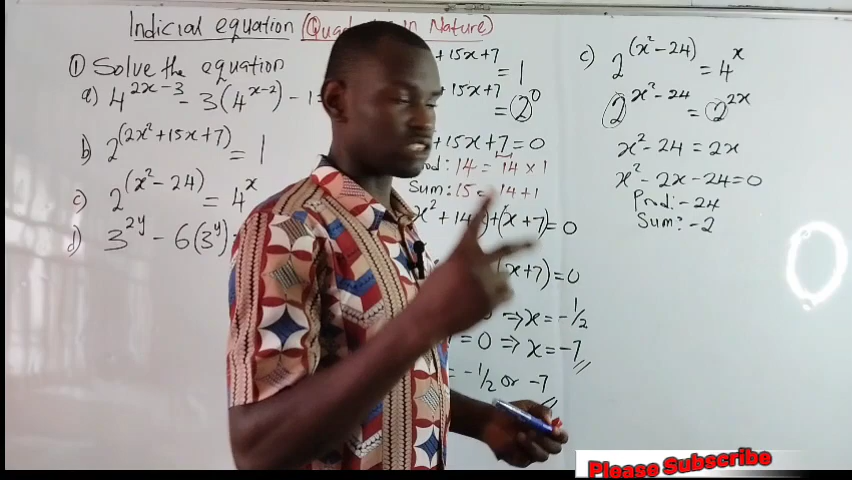 Indicial equation (Quad in Nature)
① Solve the equation
a) 4^(2x-3) - 3(4^(x-2)) - 1
b) 2^(2x²+15x+7) = 1
c) 2^(x²-24) = 4^x
d) 3^(2y) - 6(3^y)
+ 15x+7 = 1
+ 15x+7 = 2^0
+ 15x+7=0
Prod: 14 = 14 x 1
Sum: 15 = 14+1
x² + 14 )+(x+7)=0
(x+7)=0
⇒ x = -1/2
= 0 ⇒ x = -7
= -1/2 or -7
c) 2^(x²-24) = 4^x
2^(x²-24) = 2^(2x)
x²-24 = 2x
x²-2x-24=0
Prod: -24
Sum: -2
Please Subscribe